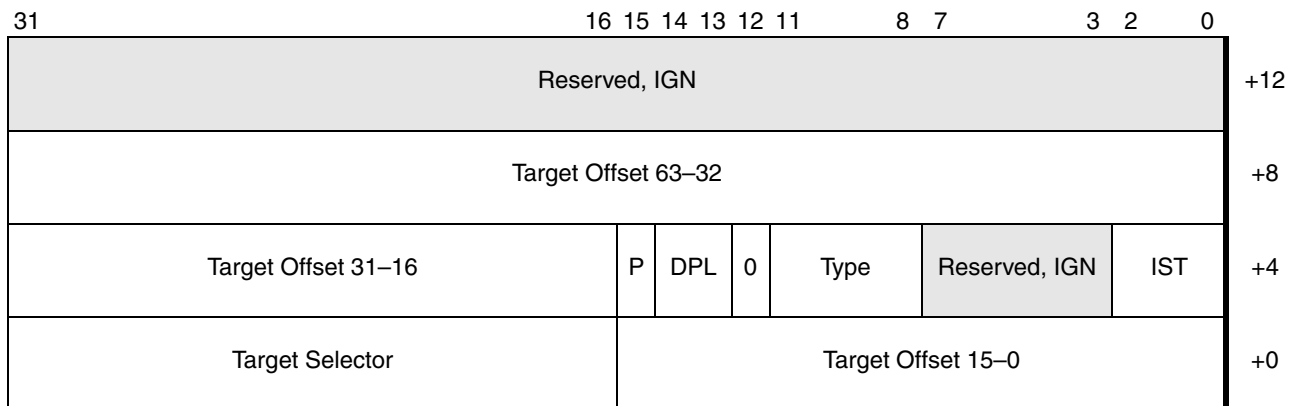 31 16 15 14 13 12 11 8 7 3 2 0
Reserved, IGN +12
Target Offset 63–32 +8
Target Offset 31–16 P DPL 0 Type Reserved, IGN IST +4
Target Selector Target Offset 15–0 +0